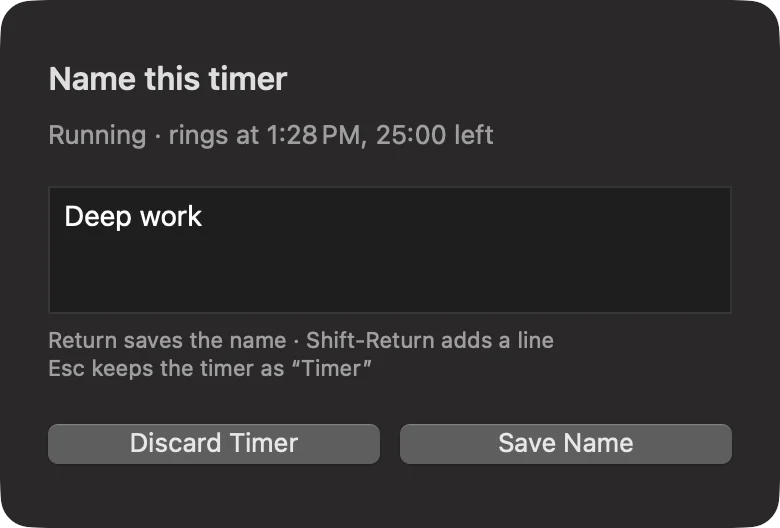 Name this timer
Running · rings at 1:28 PM, 25:00 left
Deep work
Return saves the name · Shift-Return adds a line
Esc keeps the timer as “Timer”
Discard Timer
Save Name